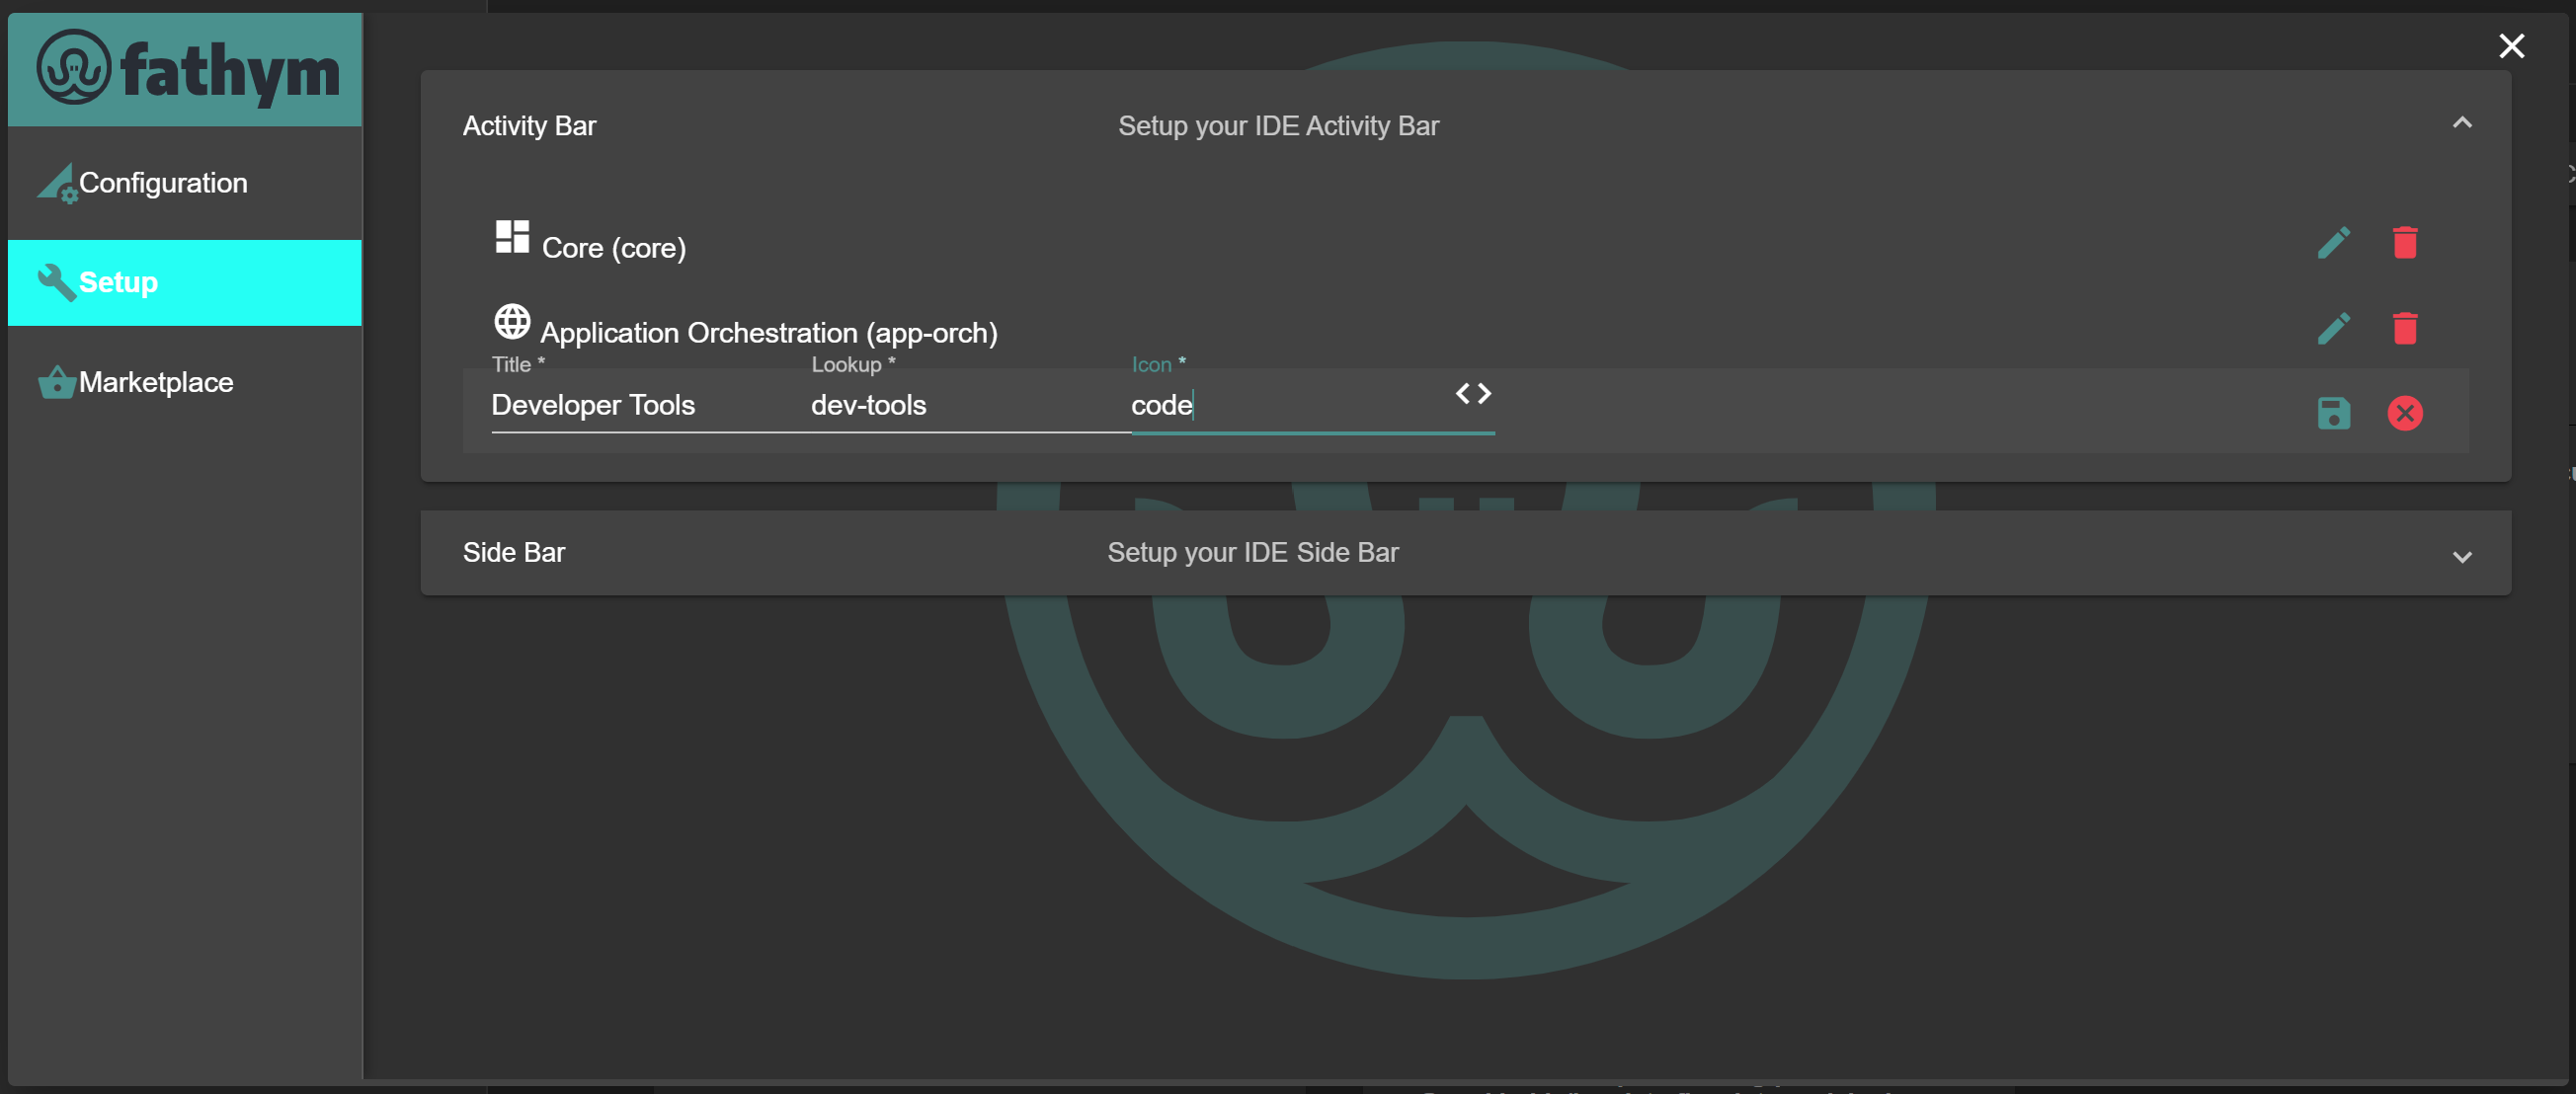 fathym
Configuration
Setup
Marketplace
Activity Bar
Setup your IDE Activity Bar
Core (core)
Application Orchestration (app-orch)
Title *
Lookup *
Icon *
Developer Tools
dev-tools
code
Side Bar
Setup your IDE Side Bar